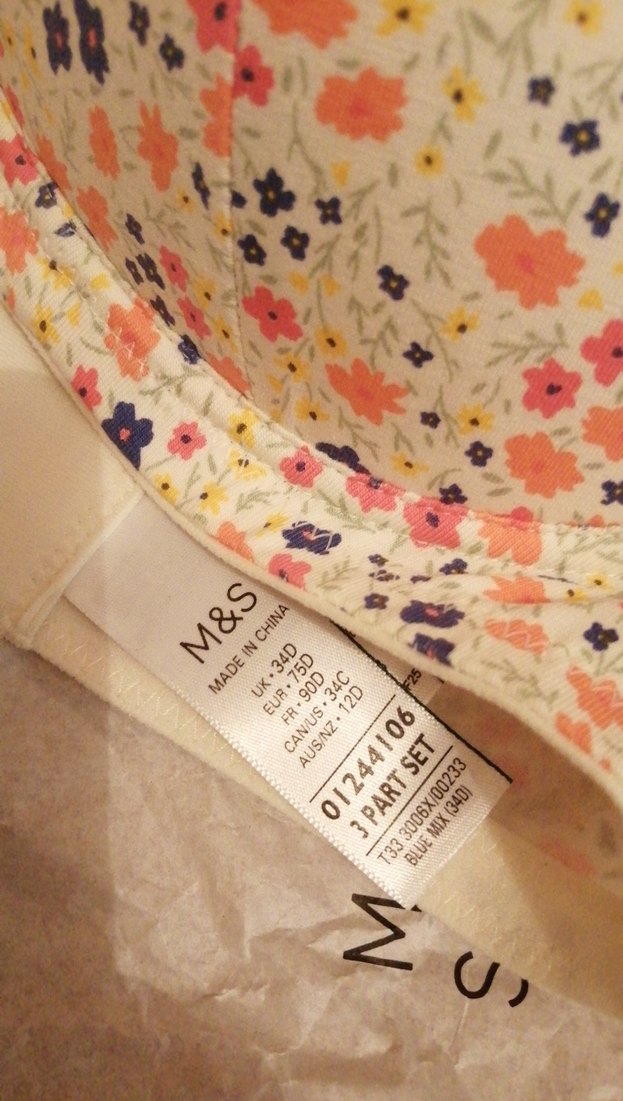 M&S
MADE IN CHINA
UK • 34D
EUR • 75D
FR • 90D
CAN/US • 34C
AUS/NZ • 12D
01244106
3 PART SET
T33 3006X/00233
BLUE MIX (34D)
F25
M
S